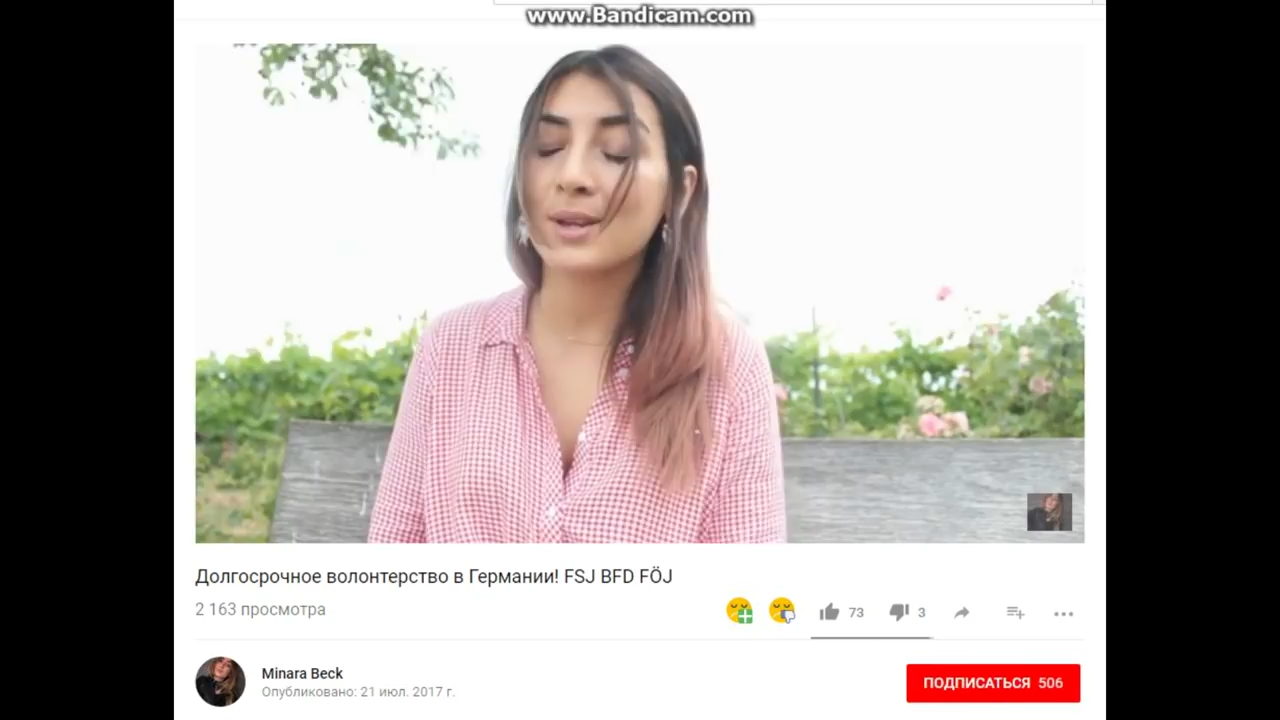 www.Bandicam.com
Долгосрочное волонтерство в Германии! FSJ BFD FÖJ
2 163 просмотра
73
3
Minara Beck
Опубликовано: 21 июл. 2017 г.
ПОДПИСАТЬСЯ 506